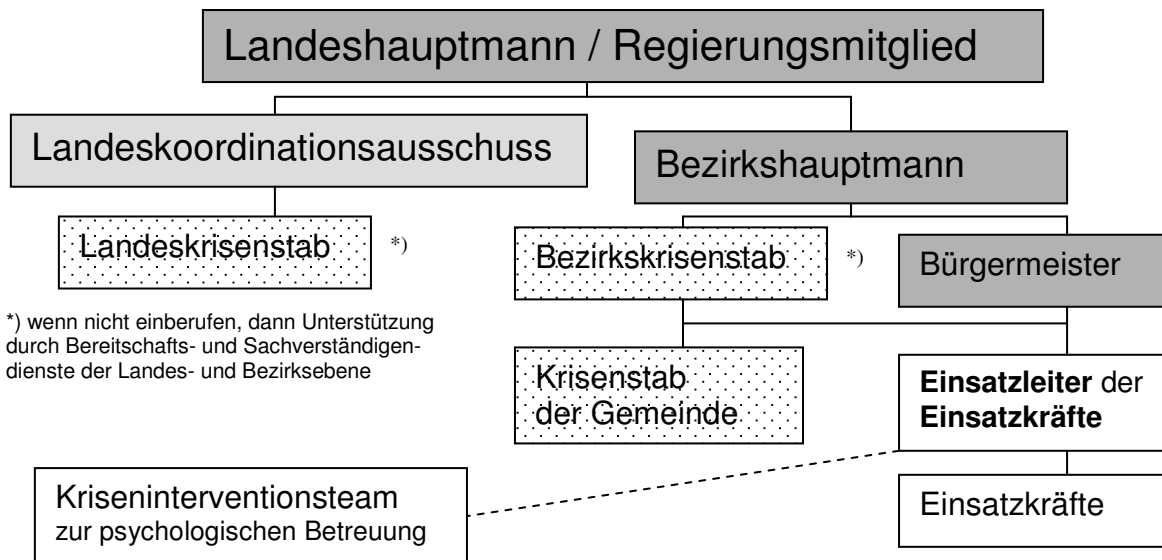 Landeshauptmann / Regierungsmitglied
Landeskoordinationsausschuss
Bezirkshauptmann
Landeskrisenstab
*)
Bezirkskrisenstab
*)
Bürgermeister
*) wenn nicht einberufen, dann Unterstützung
durch Bereitschafts- und Sachverständigen-
dienste der Landes- und Bezirksebene
Krisenstab
der Gemeinde
Einsatzleiter der
Einsatzkräfte
Kriseninterventionsteam
zur psychologischen Betreuung
Einsatzkräfte